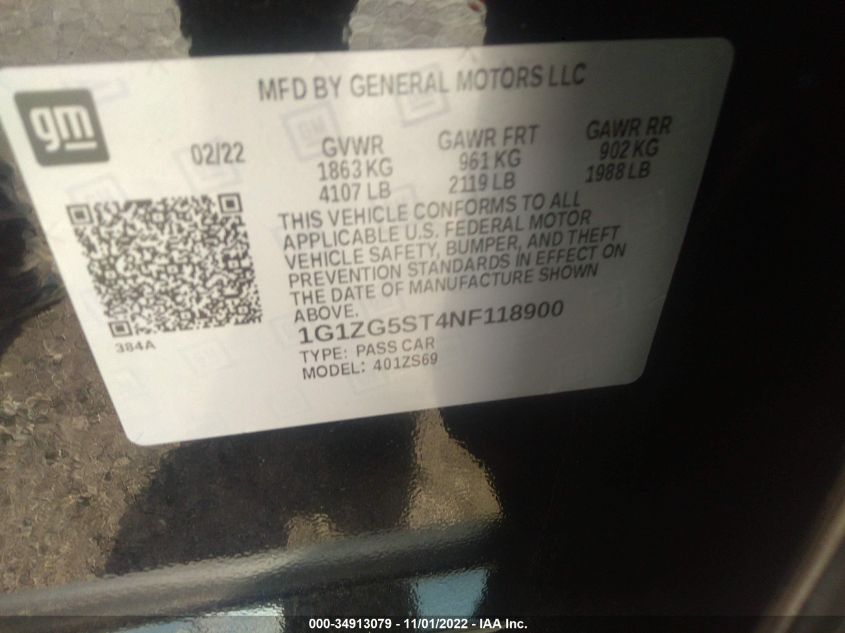 MFD BY GENERAL MOTORS LLC
gm
02/22
GVWR
1863 KG
4107 LB
GAWR FRT
961 KG
2119 LB
GAWR RR
902 KG
1988 LB
THIS VEHICLE CONFORMS TO ALL
APPLICABLE U.S. FEDERAL MOTOR
VEHICLE SAFETY, BUMPER, AND THEFT
PREVENTION STANDARDS IN EFFECT ON
THE DATE OF MANUFACTURE SHOWN
ABOVE.
1G1ZG5ST4NF118900
384A
TYPE: PASS CAR
MODEL: 401ZS69
000-34913079 - 11/01/2022 - IAA Inc.